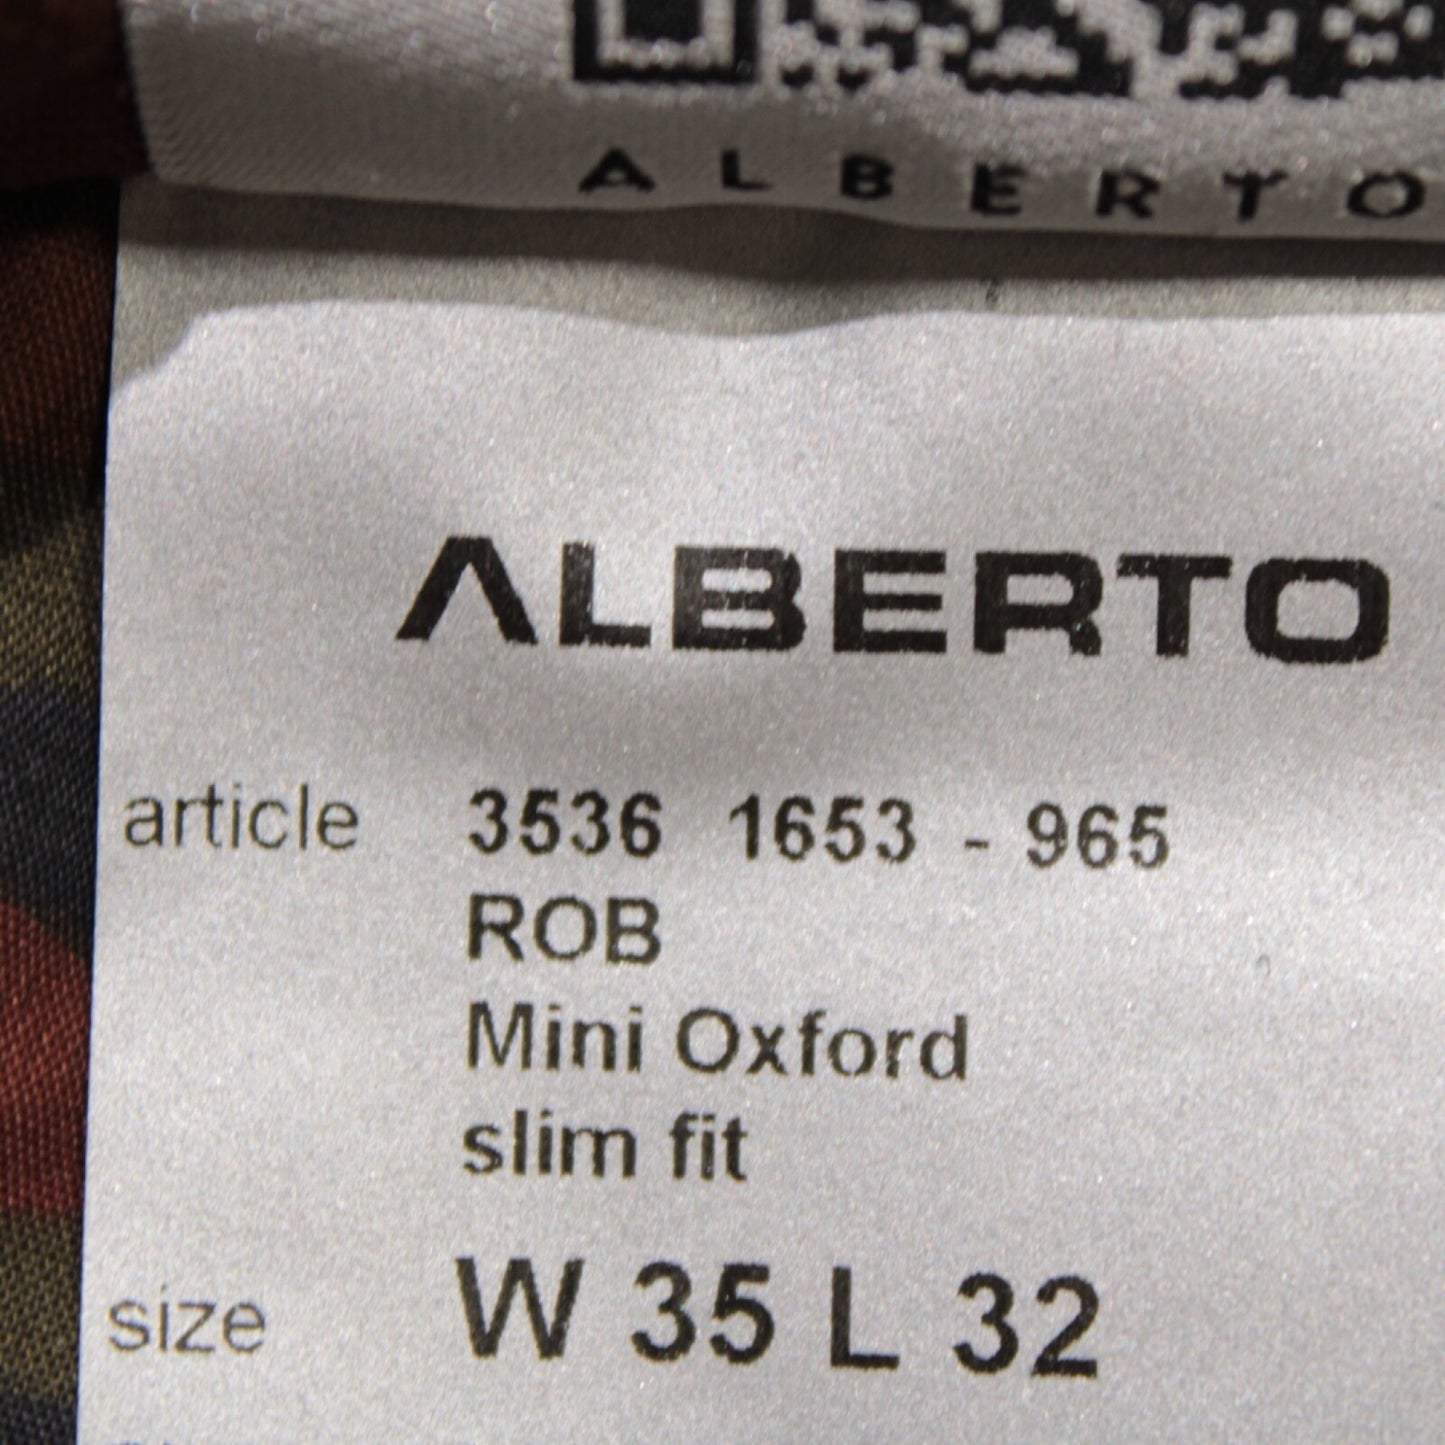 ALBERTO
ALBERTO
article 3536 1653 - 965
ROB
Mini Oxford
slim fit
size W 35 L 32